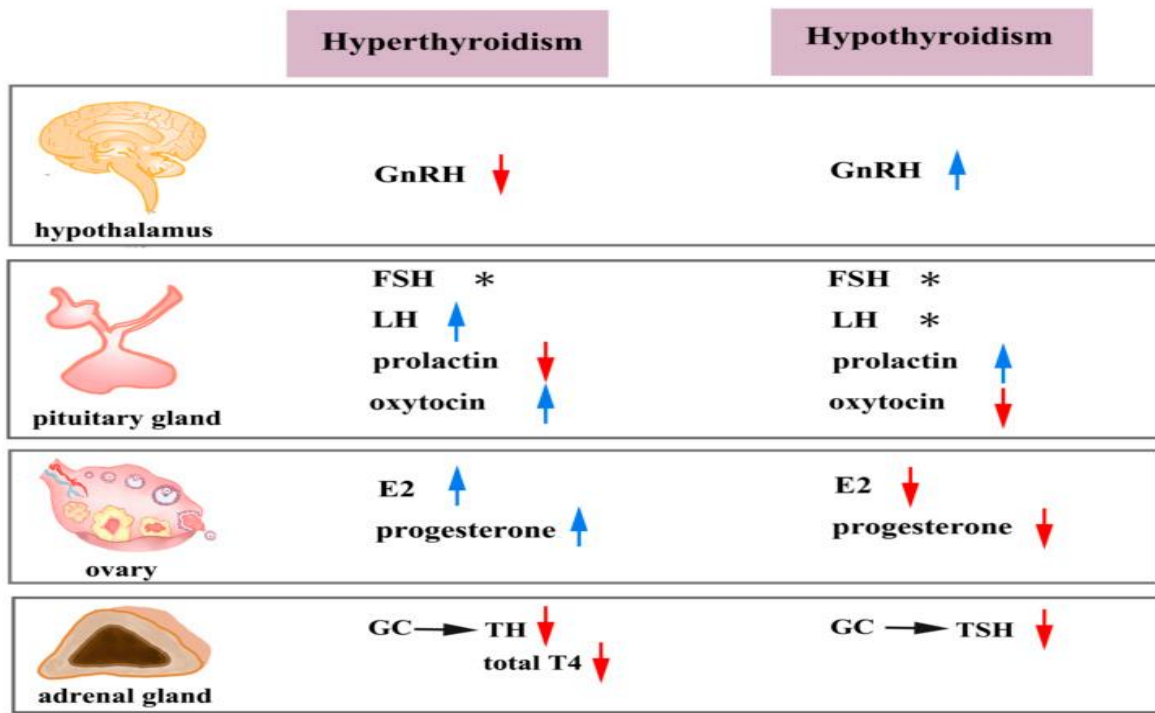 Hyperthyroidism Hypothyroidism
GnRH ↓ GnRH ↑
hypothalamus
FSH * FSH *
LH ↑ LH *
prolactin ↓ prolactin ↑
oxytocin ↑ oxytocin ↓
pituitary gland
E2 ↑ E2 ↓
progesterone ↑ progesterone ↓
ovary
GC → TH ↓ GC → TSH ↓
total T4 ↓
adrenal gland